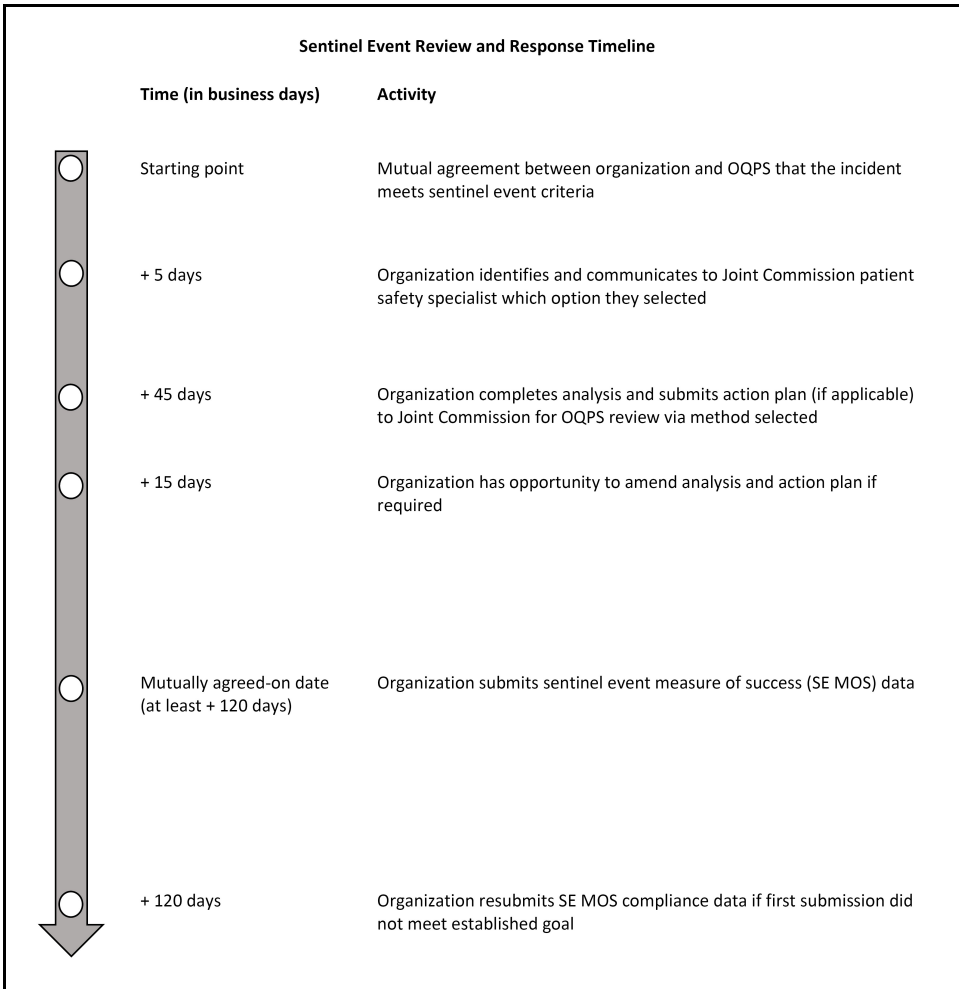 Sentinel Event Review and Response Timeline
Time (in business days) Activity
Starting point Mutual agreement between organization and OQPS that the incident
meets sentinel event criteria
+ 5 days Organization identifies and communicates to Joint Commission patient
safety specialist which option they selected
+ 45 days Organization completes analysis and submits action plan (if applicable)
to Joint Commission for OQPS review via method selected
+ 15 days Organization has opportunity to amend analysis and action plan if
required
Mutually agreed-on date Organization submits sentinel event measure of success (SE MOS) data
(at least + 120 days)
+ 120 days Organization resubmits SE MOS compliance data if first submission did
not meet established goal